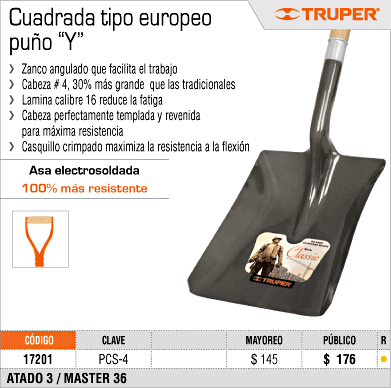 Cuadrada tipo europeo
puño “Y”
TRUPER
Zanco angulado que facilita el trabajo
Cabeza # 4, 30% más grande que las tradicionales
Lamina calibre 16 reduce la fatiga
Cabeza perfectamente templada y revenida
para máxima resistencia
Casquillo crimpado maximiza la resistencia a la flexión
Asa electrosoldada
100% más resistente
Classic
TRUPER
CÓDIGO CLAVE MAYOREO PÚBLICO R
17201 PCS-4 $ 145 $ 176
ATADO 3 / MASTER 36